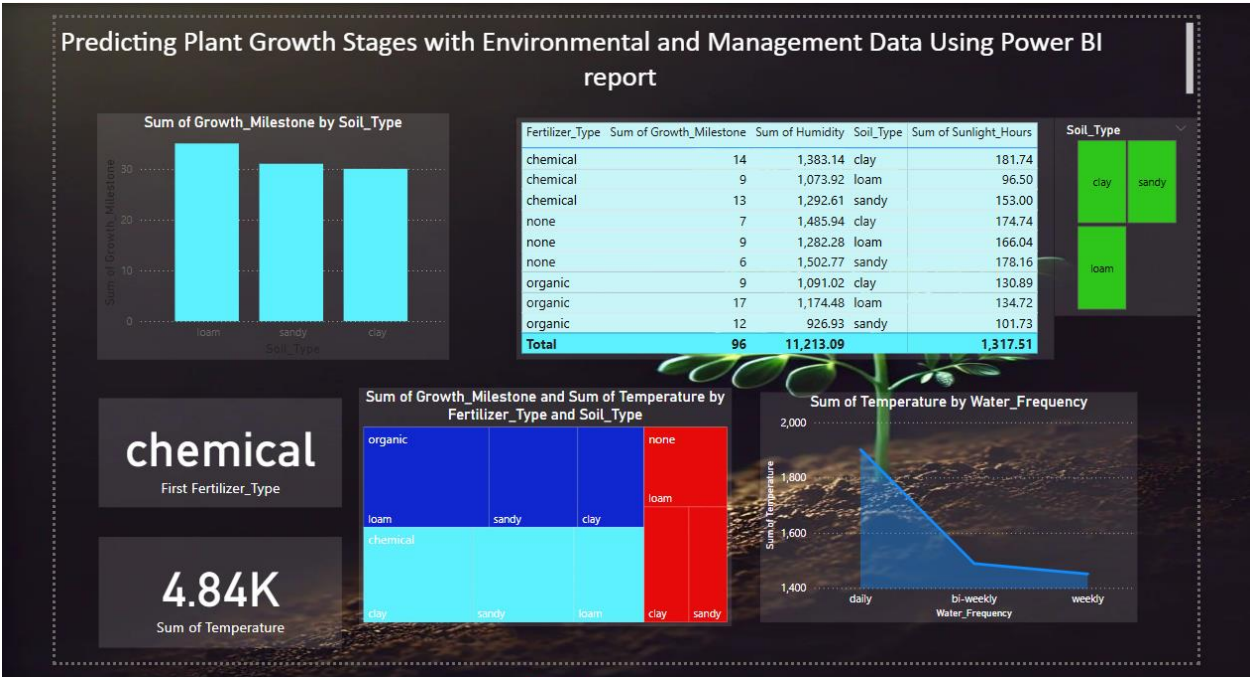 Predicting Plant Growth Stages with Environmental and Management Data Using Power BI
report
Sum of Growth_Milestone by Soil_Type
Sum of Growth_Milestone
30
20
10
0
loam sandy clay
Soil_Type
Fertilizer_Type Sum of Growth_Milestone Sum of Humidity Soil_Type Sum of Sunlight_Hours
chemical 14 1,383.14 clay 181.74
chemical 9 1,073.92 loam 96.50
chemical 13 1,292.61 sandy 153.00
none 7 1,485.94 clay 174.74
none 9 1,282.28 loam 166.04
none 6 1,502.77 sandy 178.16
organic 9 1,091.02 clay 130.89
organic 17 1,174.48 loam 134.72
organic 12 926.93 sandy 101.73
Total 96 11,213.09 1,317.51
Soil_Type
clay sandy
loam
chemical
First Fertilizer_Type
4.84K
Sum of Temperature
Sum of Growth_Milestone and Sum of Temperature by
Fertilizer_Type and Soil_Type
organic
loam sandy clay
chemical
clay sandy loam
none
loam
clay sandy
Sum of Temperature by Water_Frequency
Sum of Temperature
2,000
1,800
1,600
1,400
daily bi-weekly weekly
Water_Frequency